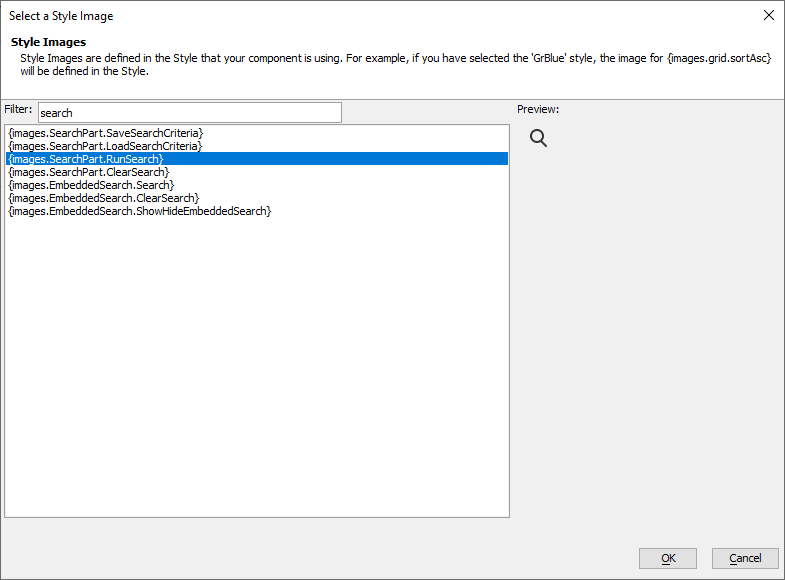 Select a Style Image
Style Images
Style Images are defined in the Style that your component is using. For example, if you have selected the 'GrBlue' style, the image for {images.grid.sortAsc}
will be defined in the Style.
Filter:
search
Preview:
{images.SearchPart.SaveSearchCriteria}
{images.SearchPart.LoadSearchCriteria}
{images.SearchPart.RunSearch}
{images.SearchPart.ClearSearch}
{images.EmbeddedSearch.Search}
{images.EmbeddedSearch.ClearSearch}
{images.EmbeddedSearch.ShowHideEmbeddedSearch}
OK
Cancel